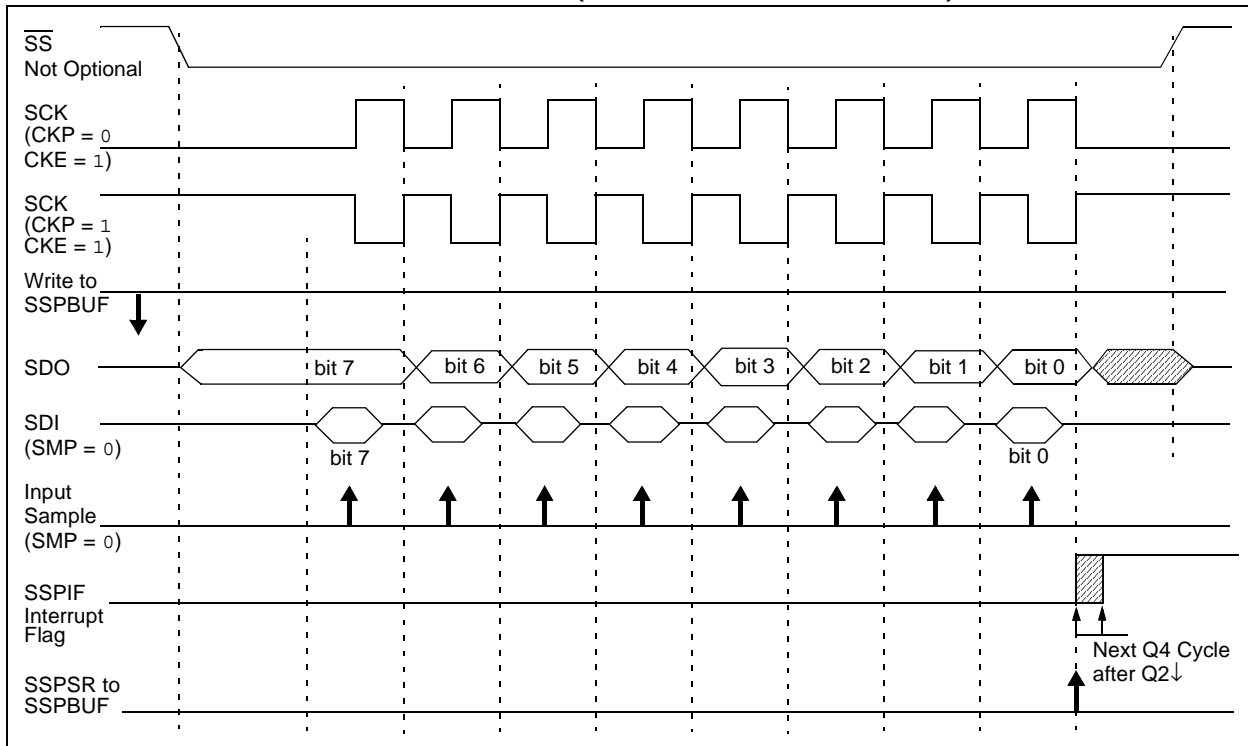 SS
Not Optional
SCK
(CKP = 0
CKE = 1)
SCK
(CKP = 1
CKE = 1)
Write to
SSPBUF
SDO
bit 7 bit 6 bit 5 bit 4 bit 3 bit 2 bit 1 bit 0
SDI
(SMP = 0)
bit 7 bit 0
Input
Sample
(SMP = 0)
SSPIF
Interrupt
Flag
Next Q4 Cycle
after Q2↓
SSPSR to
SSPBUF